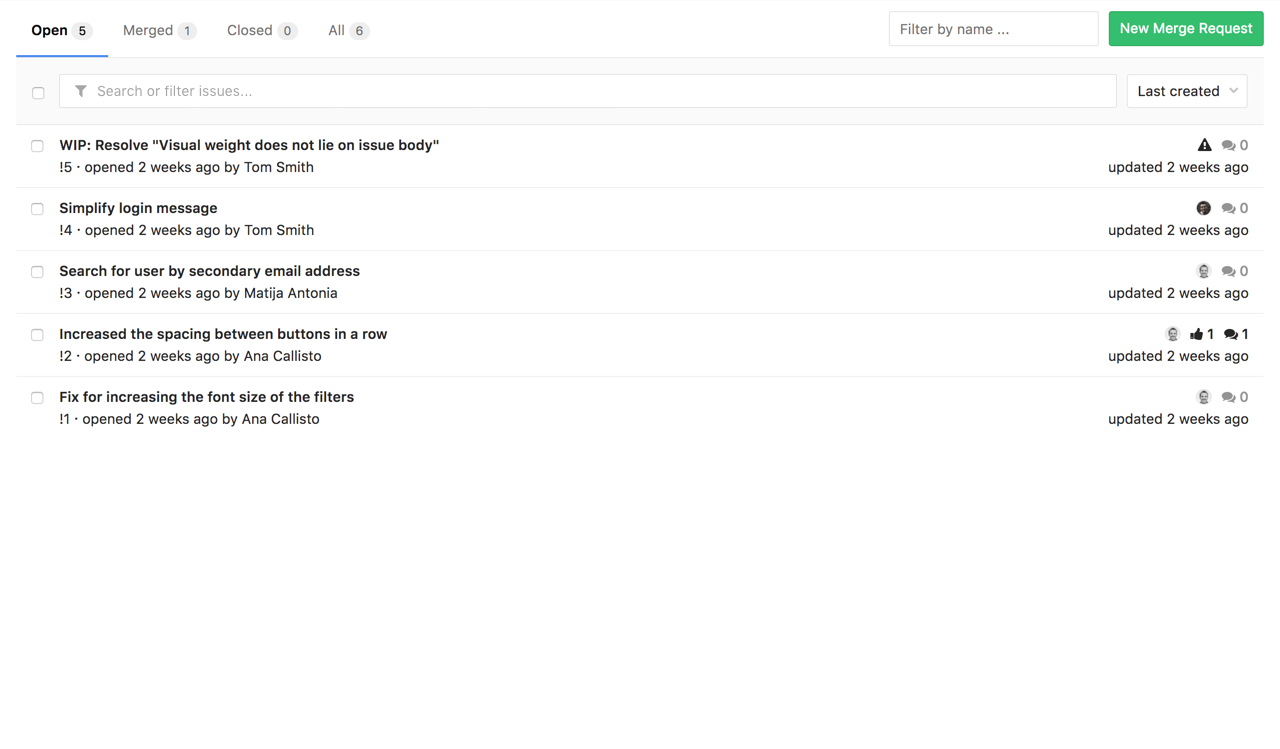 Open 5 Merged 1 Closed 0 All 6 Filter by name ... New Merge Request
Search or filter issues... Last created
WIP: Resolve "Visual weight does not lie on issue body" 0
!5 · opened 2 weeks ago by Tom Smith updated 2 weeks ago
Simplify login message 0
!4 · opened 2 weeks ago by Tom Smith updated 2 weeks ago
Search for user by secondary email address 0
!3 · opened 2 weeks ago by Matija Antonia updated 2 weeks ago
Increased the spacing between buttons in a row 1 1
!2 · opened 2 weeks ago by Ana Callisto updated 2 weeks ago
Fix for increasing the font size of the filters 0
!1 · opened 2 weeks ago by Ana Callisto updated 2 weeks ago